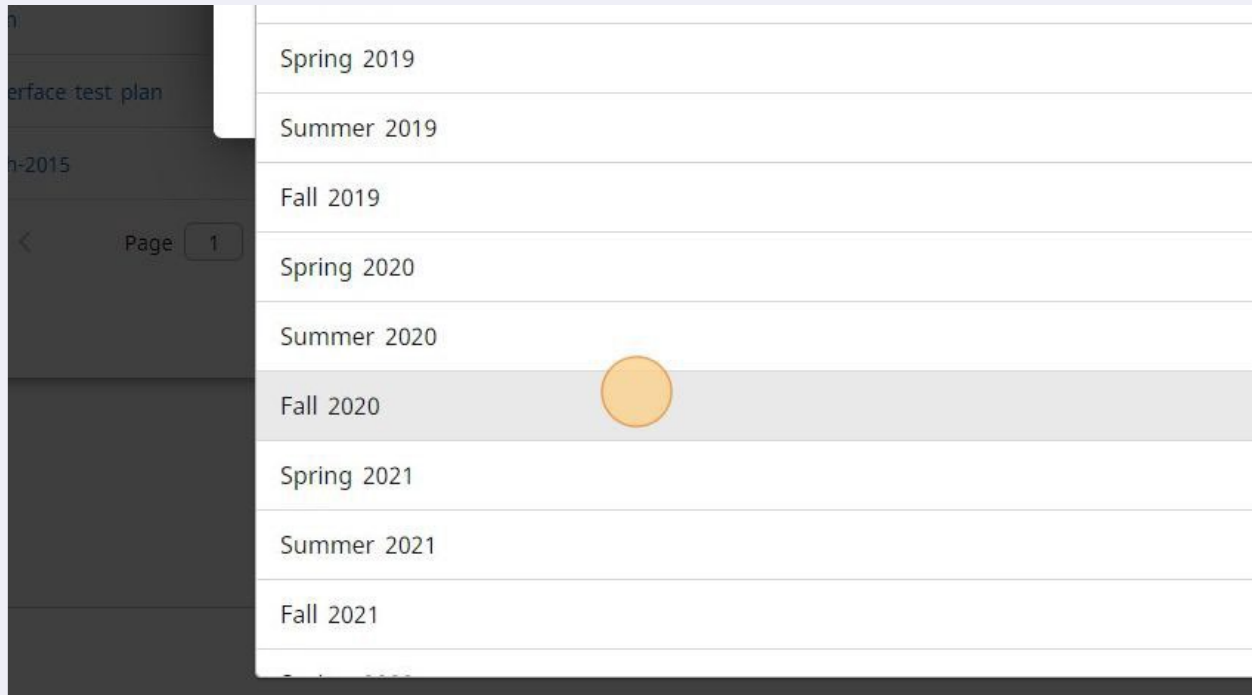 Spring 2019
erface test plan
Summer 2019
h-2015
Fall 2019
Page 1
Spring 2020
Summer 2020
Fall 2020
Spring 2021
Summer 2021
Fall 2021